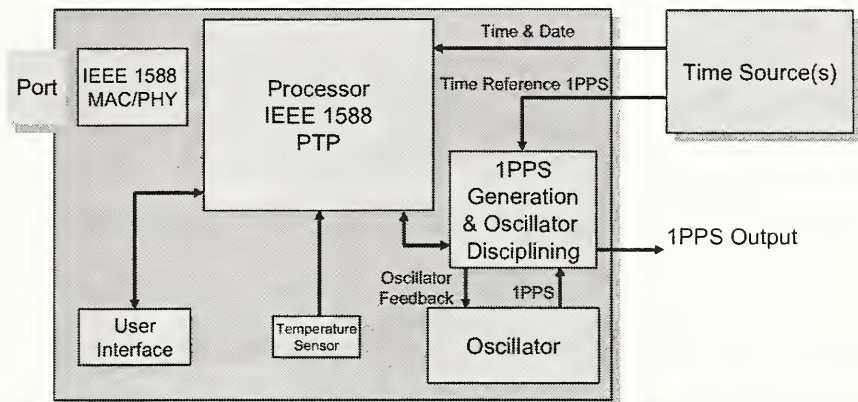 Port
IEEE 1588
MAC/PHY
Processor
IEEE 1588
PTP
Time & Date
Time Source(s)
Time Reference 1PPS
1PPS
Generation
& Oscillator
Disciplining
1PPS Output
Oscillator
Feedback
1PPS
User
Interface
Temperature
Sensor
Oscillator